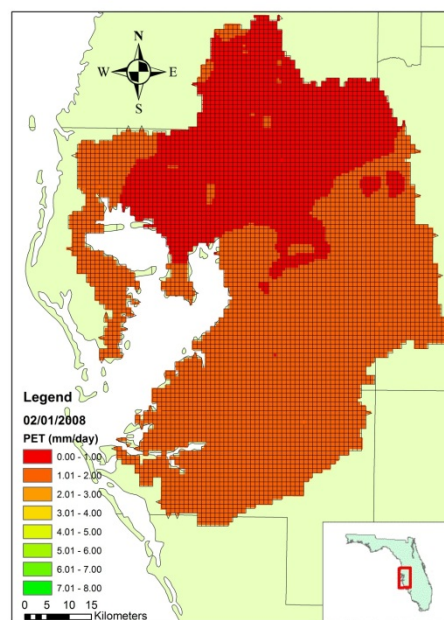 N
W E
S
Legend
02/01/2008
PET (mm/day)
0.00 - 1.00
1.01 - 2.00
2.01 - 3.00
3.01 - 4.00
4.01 - 5.00
5.01 - 6.00
6.01 - 7.00
7.01 - 8.00
0 2.5 5 10 15
Kilometers